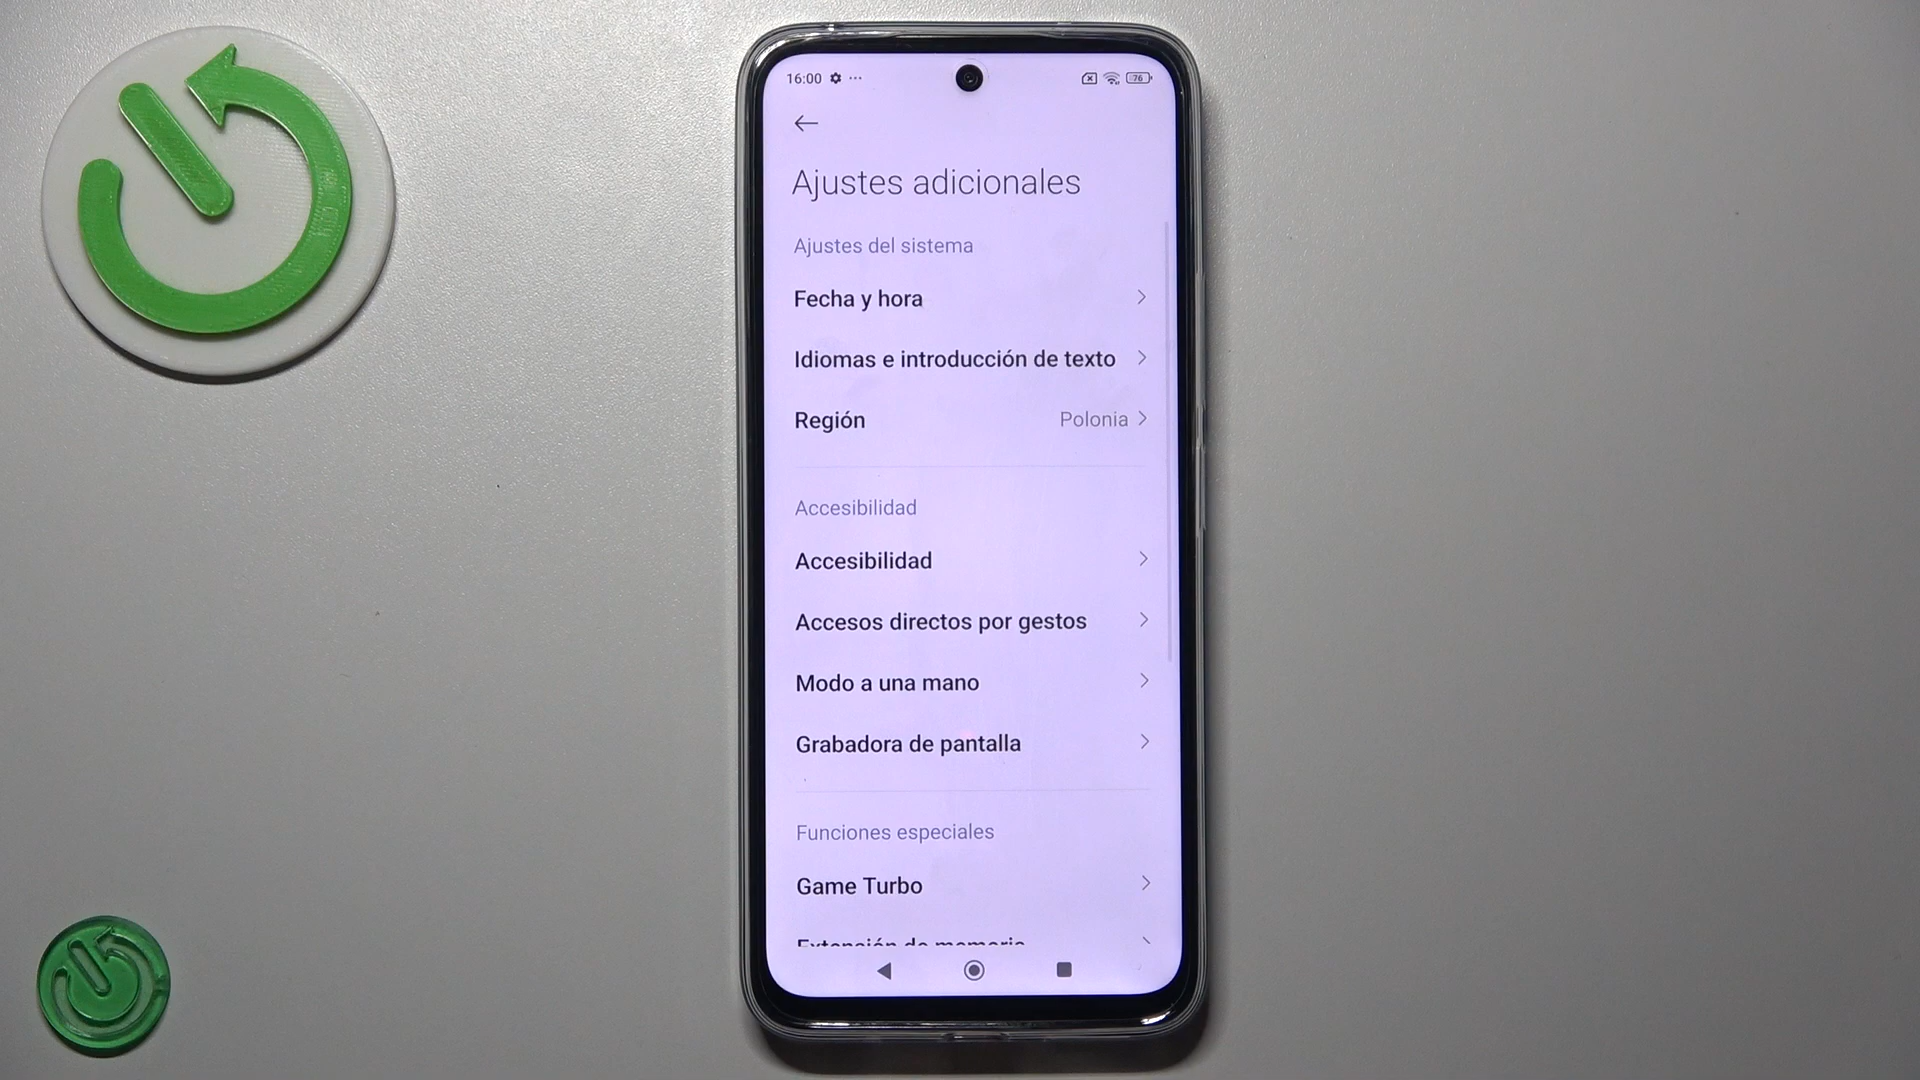 16:00
76
Ajustes adicionales
Ajustes del sistema
Fecha y hora
Idiomas e introducción de texto
Región Polonia
Accesibilidad
Accesibilidad
Accesos directos por gestos
Modo a una mano
Grabadora de pantalla
Funciones especiales
Game Turbo
Extensión de memoria